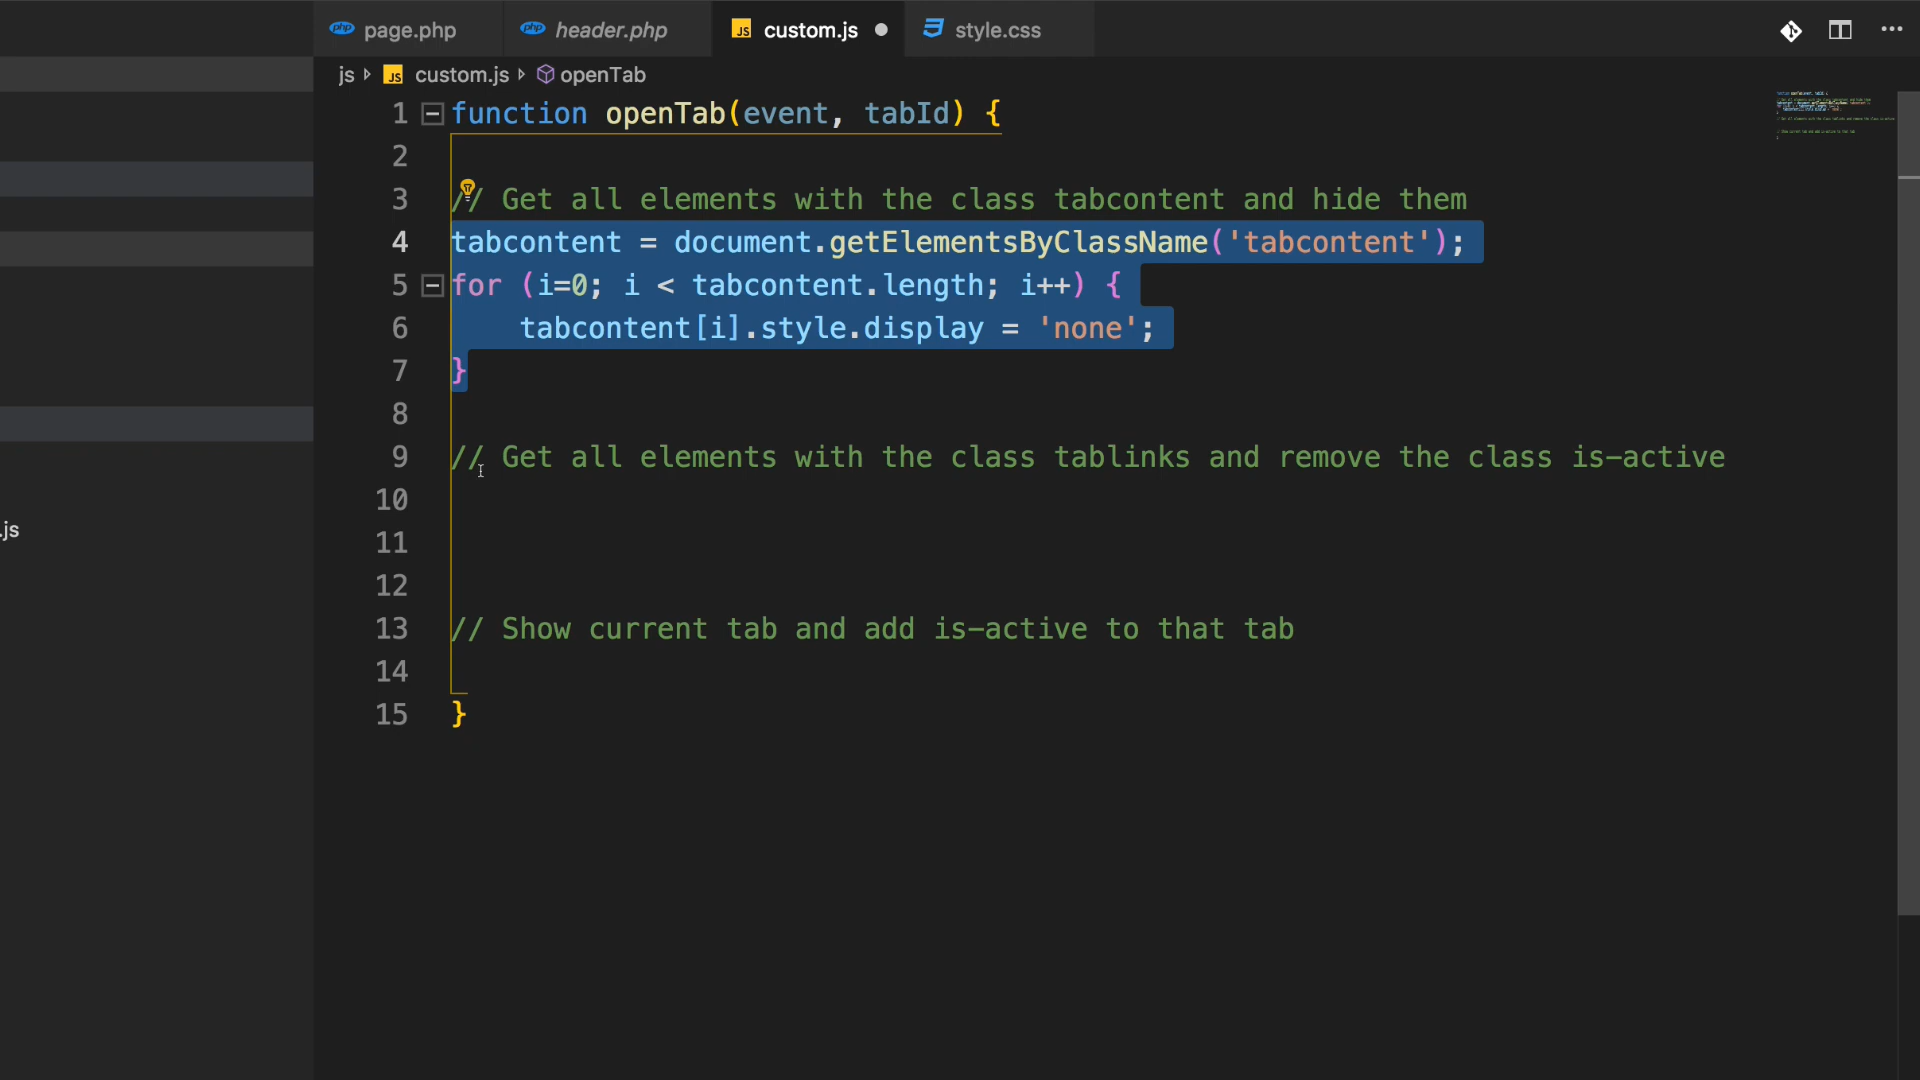 page.php header.php custom.js style.css
js custom.js openTab
1 function openTab(event, tabId) {
2
3 // Get all elements with the class tabcontent and hide them
4 tabcontent = document.getElementsByClassName('tabcontent');
5 for (i=0; i < tabcontent.length; i++) {
6 tabcontent[i].style.display = 'none';
7 }
8
9 // Get all elements with the class tablinks and remove the class is-active
10
11
.js
12
13 // Show current tab and add is-active to that tab
14
15 }